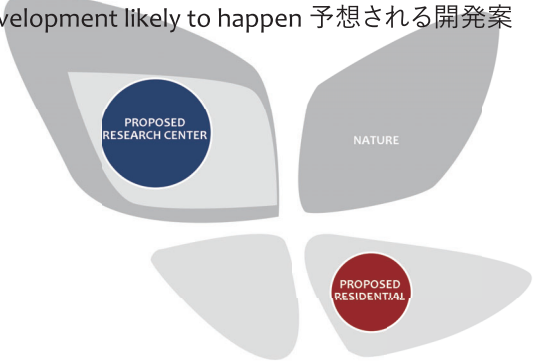 velopment likely to happen 予想される開発案
PROPOSED
RESEARCH CENTER
NATURE
PROPOSED
RESIDENTIAL